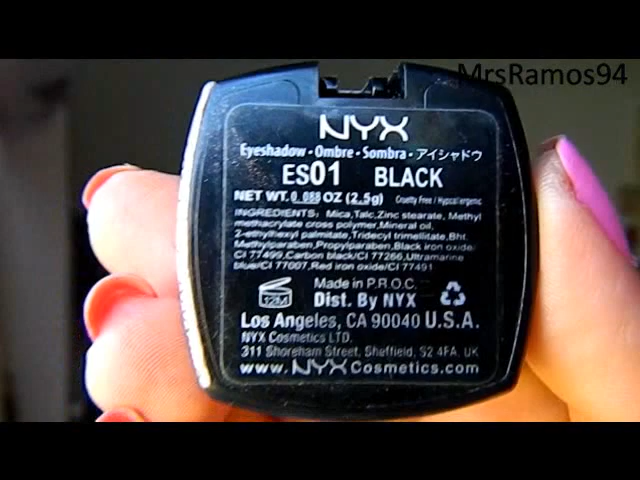 MrsRamos94
NYX
Eyeshadow • Ombre • Sombra • アイシャドウ
ES01 BLACK
NET WT. 0.088 OZ (2.5g) Cruelty Free / Hypoallergenic
INGREDIENTS: Mica,Talc,Zinc stearate, Methyl
methacrylate cross polymer,Mineral oil,
2-ethylhexyl palmitate,Tridecyl trimellitate,Bht.
Methylparaben,Propylparaben,Black iron oxide/
CI 77499,Carbon black/CI 77266,Ultramarine
blue/CI 77007,Red iron oxide/CI 77491
12M
Made in P.R.O.C.
Dist. By NYX
Los Angeles, CA 90040 U.S.A.
NYX Cosmetics LTD.
311 Shoreham Street, Sheffield, S2 4FA, UK
www.NYXCosmetics.com